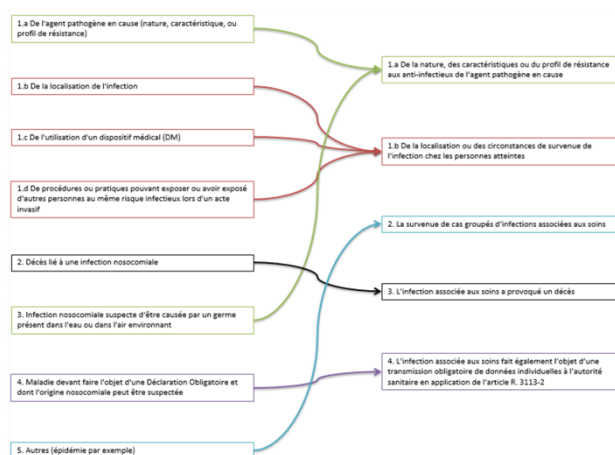 1.a De l'agent pathogène en cause (nature, caractéristique, ou
profil de résistance)
1.b De la localisation de l'infection
1.c De l'utilisation d'un dispositif médical (DM)
1.d De procédures ou pratiques pouvant exposer ou avoir exposé
d'autres personnes au même risque infectieux lors d'un acte
invasif
2. Décès lié à une infection nosocomiale
3. Infection nosocomiale suspecte d'être causée par un germe
présent dans l'eau ou dans l'air environnant
4. Maladie devant faire l'objet d'une Déclaration Obligatoire et
dont l'origine nosocomiale peut être suspectée
5. Autres (épidémie par exemple)
1.a De la nature, des caractéristiques ou du profil de résistance
aux anti-infectieux de l'agent pathogène en cause
1.b De la localisation ou des circonstances de survenue de
l'infection chez les personnes atteintes
2. La survenue de cas groupés d'infections associées aux soins
3. L'infection associée aux soins a provoqué un décès
4. L'infection associée aux soins fait également l'objet d'une
transmission obligatoire de données individuelles à l'autorité
sanitaire en application de l'article R. 3113-2